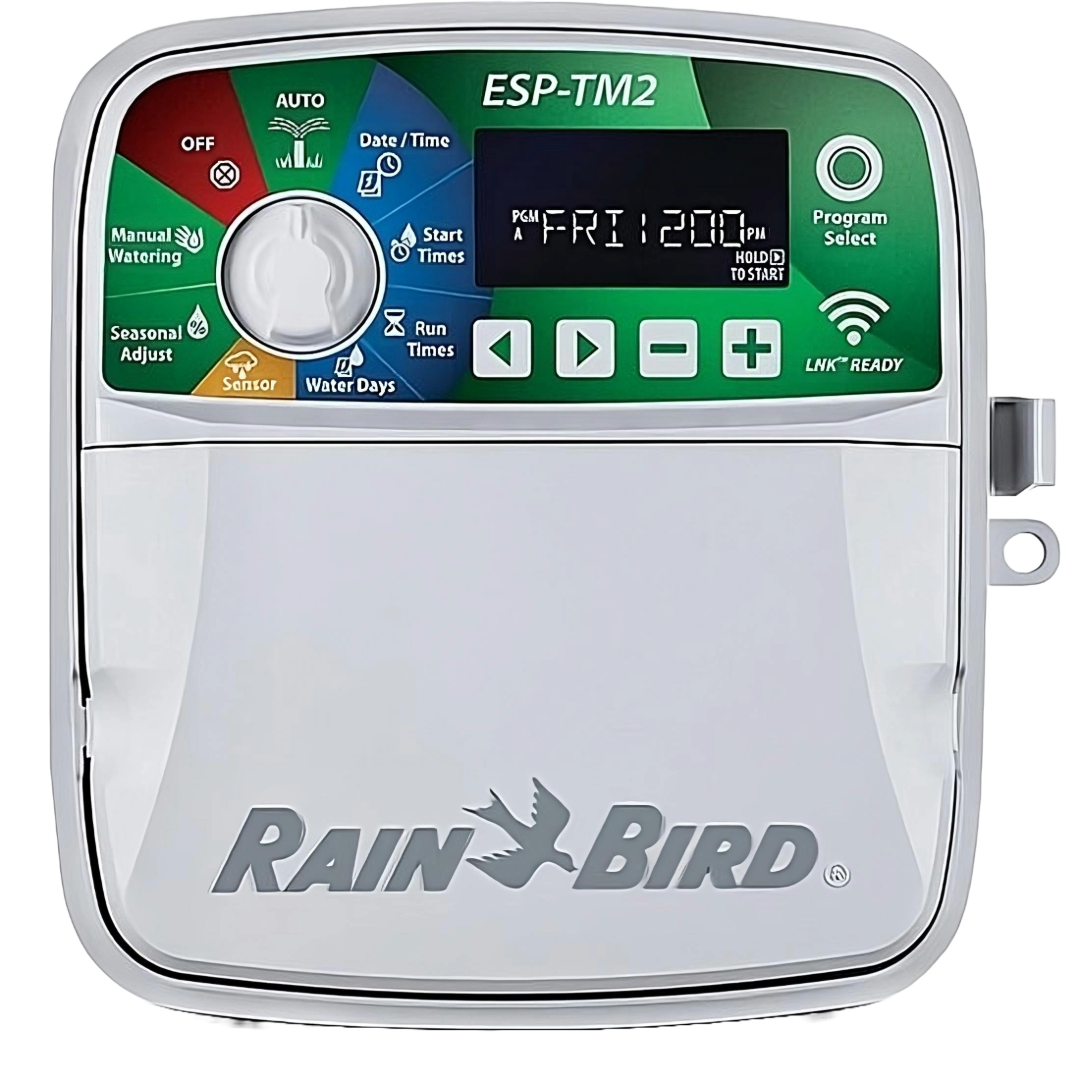 ESP-TM2
AUTO
OFF
Date / Time
Manual
Watering
Start
Times
Seasonal
Adjust
Run
Times
Sensor
Water Days
PGM
A
FRI 12:00 PM
HOLD
TO START
Program
Select
LNK™ READY
RAIN BIRD®